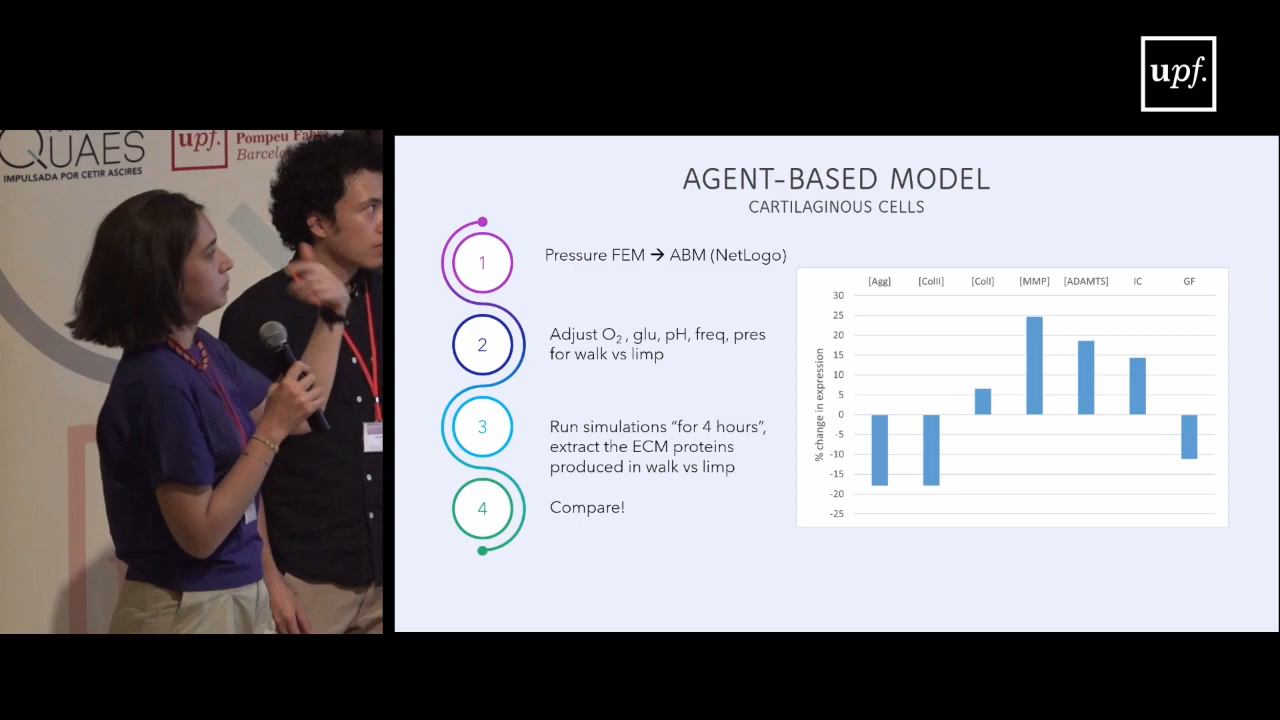 upf.
QUAES
IMPULSADA POR CETIR ASCIRES
upf.
Pompeu Fabra
Barcelona
AGENT-BASED MODEL
CARTILAGINOUS CELLS
1
Pressure FEM → ABM (NetLogo)
2
Adjust O₂, glu, pH, freq, pres
for walk vs limp
3
Run simulations “for 4 hours”,
extract the ECM proteins
produced in walk vs limp
4
Compare!
[Agg] [ColII] [ColI] [MMP] [ADAMTS] IC GF
% change in expression
30
25
20
15
10
5
0
-5
-10
-15
-20
-25